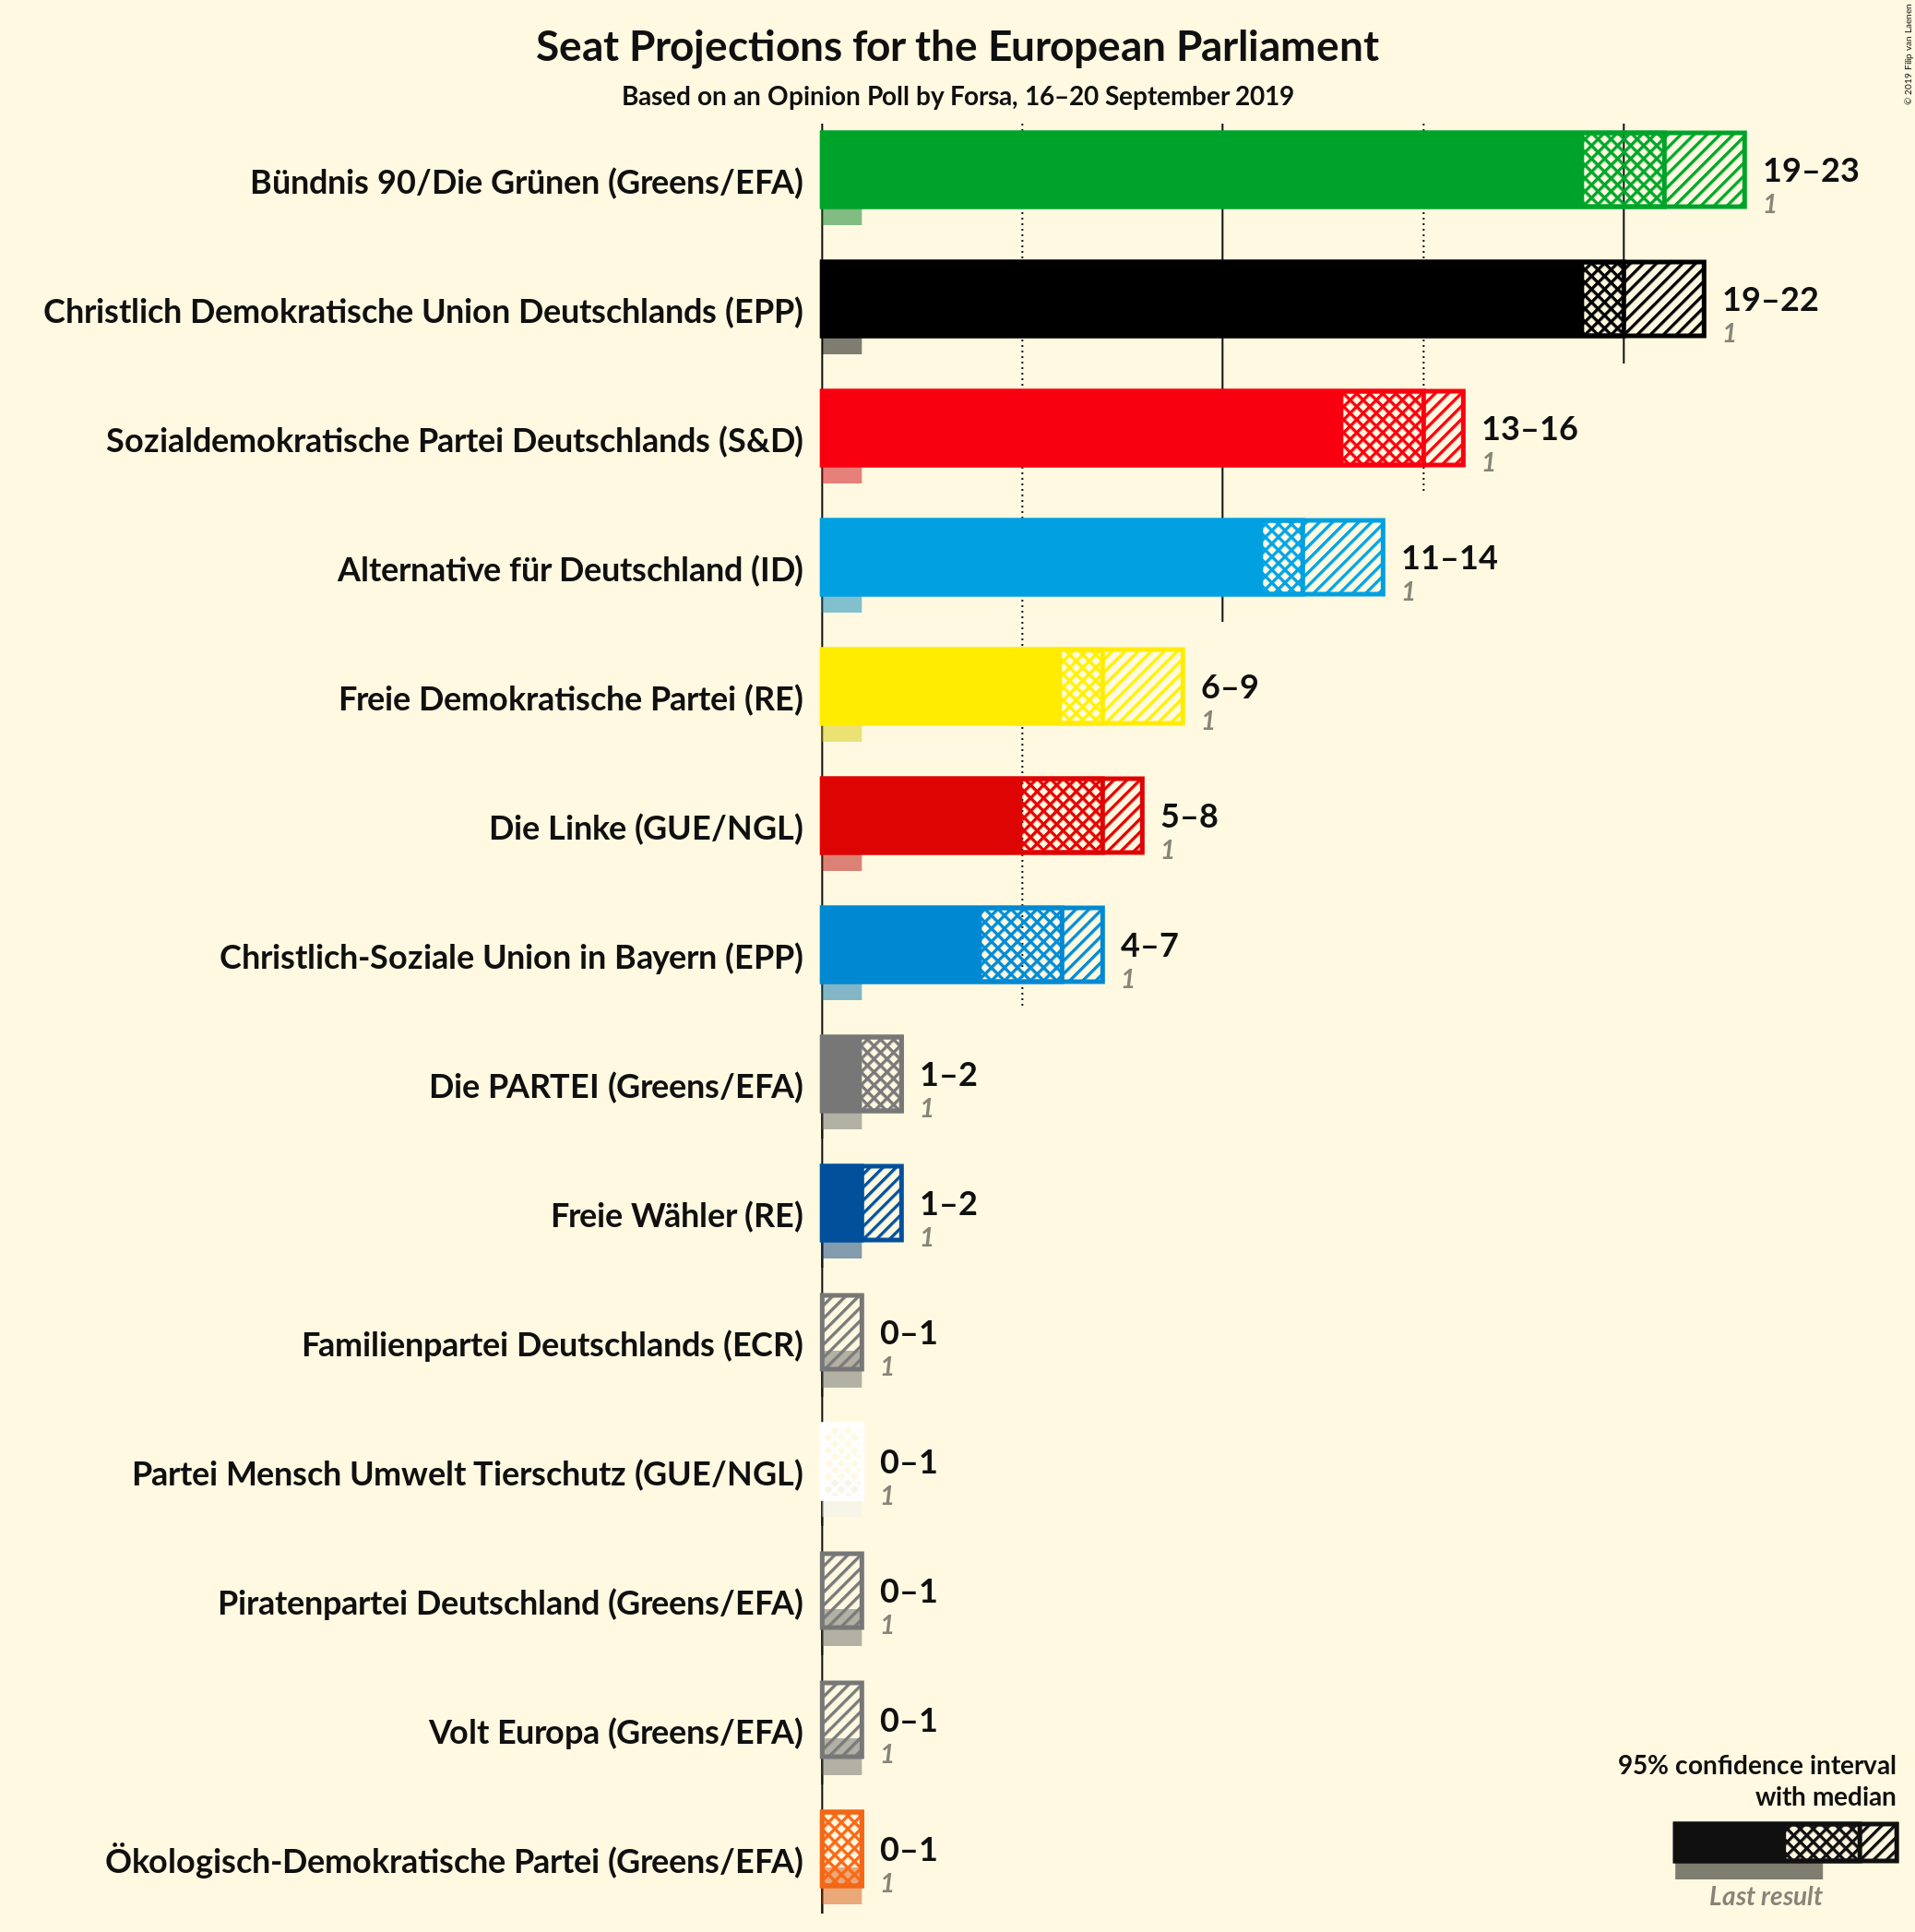 © 2019 Filip van Laenen
Seat Projections for the European Parliament
Based on an Opinion Poll by Forsa, 16–20 September 2019
Bündnis 90/Die Grünen (Greens/EFA)
19–23
1
Christlich Demokratische Union Deutschlands (EPP)
19–22
1
Sozialdemokratische Partei Deutschlands (S&D)
13–16
1
Alternative für Deutschland (ID)
11–14
1
Freie Demokratische Partei (RE)
6–9
1
Die Linke (GUE/NGL)
5–8
1
Christlich-Soziale Union in Bayern (EPP)
4–7
1
Die PARTEI (Greens/EFA)
1–2
1
Freie Wähler (RE)
1–2
1
Familienpartei Deutschlands (ECR)
0–1
1
Partei Mensch Umwelt Tierschutz (GUE/NGL)
0–1
1
Piratenpartei Deutschland (Greens/EFA)
0–1
1
Volt Europa (Greens/EFA)
0–1
1
Ökologisch-Demokratische Partei (Greens/EFA)
0–1
1
95% confidence interval
with median
Last result